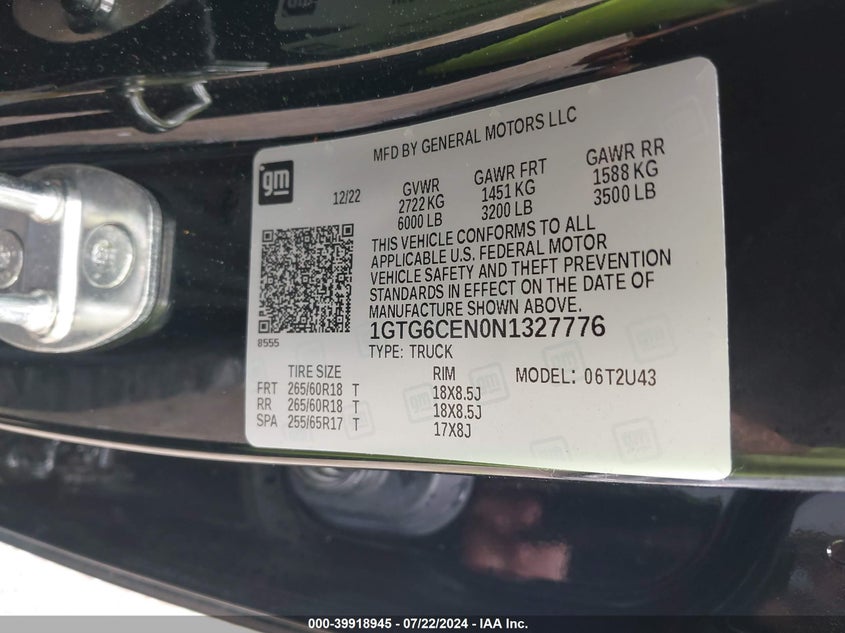 MFD BY GENERAL MOTORS LLC
gm
12/22
GVWR
2722 KG
6000 LB
GAWR FRT
1451 KG
3200 LB
GAWR RR
1588 KG
3500 LB
THIS VEHICLE CONFORMS TO ALL
APPLICABLE U.S. FEDERAL MOTOR
VEHICLE SAFETY AND THEFT PREVENTION
STANDARDS IN EFFECT ON THE DATE OF
MANUFACTURE SHOWN ABOVE.
8555
1GTG6CEN0N1327776
TYPE: TRUCK
TIRE SIZE RIM MODEL: 06T2U43
FRT 265/60R18 T 18X8.5J
RR 265/60R18 T 18X8.5J
SPA 255/65R17 T 17X8J
000-39918945 - 07/22/2024 - IAA Inc.